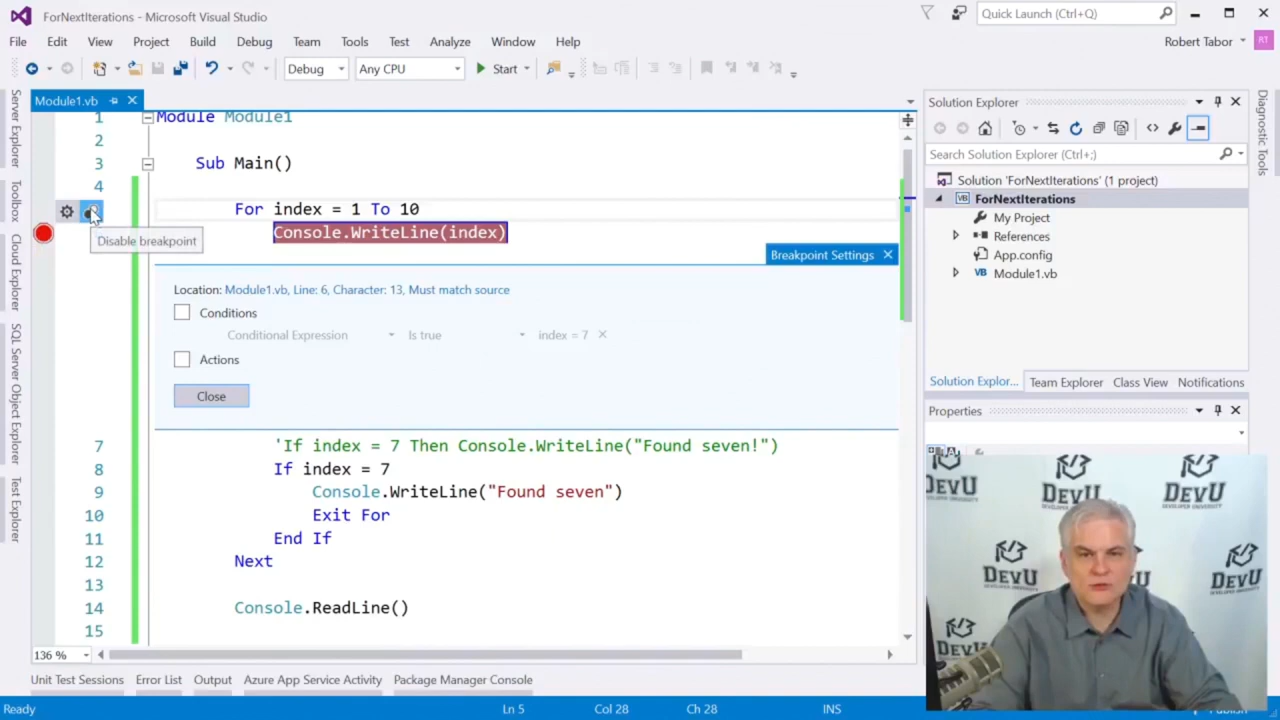 ForNextIterations - Microsoft Visual Studio
Quick Launch (Ctrl+Q)
File Edit View Project Build Debug Team Tools Test Analyze Window Help
Robert Tabor RT
Debug Any CPU Start
Module1.vb
Server Explorer
Toolbox
Cloud Explorer
SQL Server Object Explorer
Test Explorer
1 Module Module1
2
3 Sub Main()
4
For index = 1 To 10
Console.WriteLine(index)
Disable breakpoint
Breakpoint Settings
Location: Module1.vb, Line: 6, Character: 13, Must match source
Conditions
Conditional Expression Is true index = 7
Actions
Close
7 'If index = 7 Then Console.WriteLine("Found seven!")
8 If index = 7
9 Console.WriteLine("Found seven")
10 Exit For
11 End If
12 Next
13
14 Console.ReadLine()
15
136 %
Solution Explorer
Search Solution Explorer (Ctrl+;)
Solution 'ForNextIterations' (1 project)
ForNextIterations
My Project
References
App.config
VB Module1.vb
Solution Explor... Team Explorer Class View Notifications
Properties
Diagnostic Tools
DevU
DEVELOPER UNIVERSITY
DevU
DEVELOPER UNIVERSITY
DevU
DevU
Unit Test Sessions Error List Output Azure App Service Activity Package Manager Console
Ready Ln 5 Col 28 Ch 28 INS